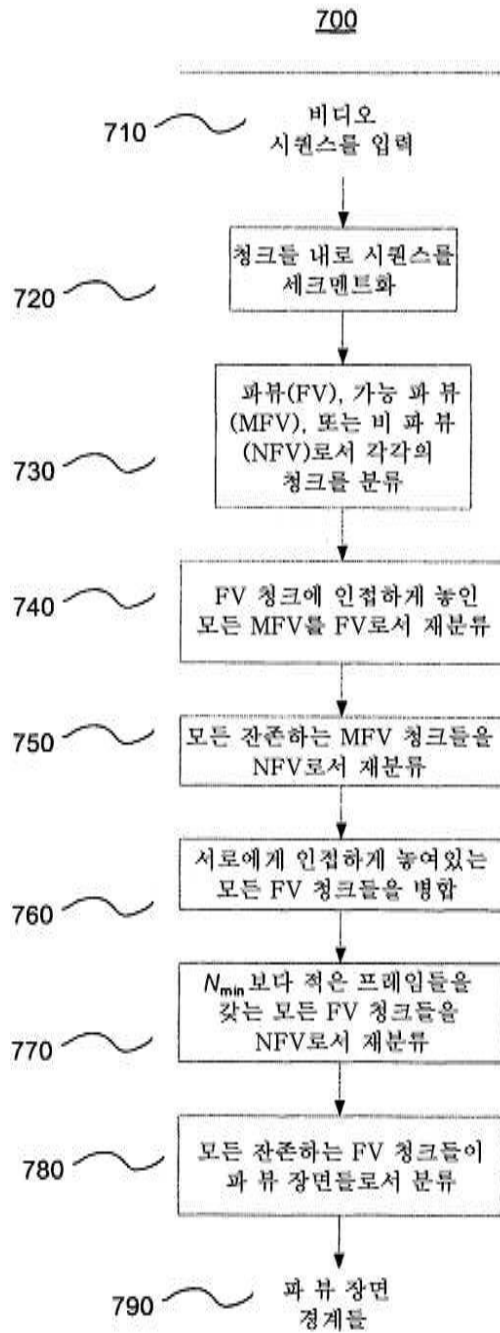 700
710
비디오
시퀀스를 입력
720
청크들 내로 시퀀스를
세크멘트화
730
파뷰(FV), 가능 파 뷰
(MFV), 또는 비 파 뷰
(NFV)로서 각각의
청크를 분류
740
FV 청크에 인접하게 놓인
모든 MFV를 FV로서 재분류
750
모든 잔존하는 MFV 청크들을
NFV로서 재분류
760
서로에게 인접하게 놓여있는
모든 FV 청크들을 병합
770
Nmin보다 적은 프레임들을
갖는 모든 FV 청크들을
NFV로서 재분류
780
모든 잔존하는 FV 청크들이
파 뷰 장면들로서 분류
790
파 뷰 장면
경계들